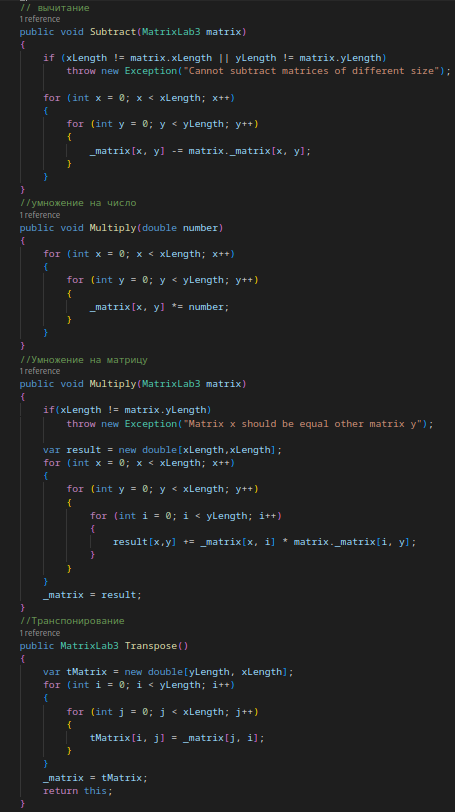 // вычитание
1 reference
public void Subtract(MatrixLab3 matrix)
{
    if (xLength != matrix.xLength || yLength != matrix.yLength)
        throw new Exception("Cannot subtract matrices of different size");
    for (int x = 0; x < xLength; x++)
    {
        for (int y = 0; y < yLength; y++)
        {
            _matrix[x, y] -= matrix._matrix[x, y];
        }
    }
}
//умножение на число
1 reference
public void Multiply(double number)
{
    for (int x = 0; x < xLength; x++)
    {
        for (int y = 0; y < yLength; y++)
        {
            _matrix[x, y] *= number;
        }
    }
}
//Умножение на матрицу
1 reference
public void Multiply(MatrixLab3 matrix)
{
    if(xLength != matrix.yLength)
        throw new Exception("Matrix x should be equal other matrix y");
    var result = new double[xLength,xLength];
    for (int x = 0; x < xLength; x++)
    {
        for (int y = 0; y < xLength; y++)
        {
            for (int i = 0; i < yLength; i++)
            {
                result[x,y] += _matrix[x, i] * matrix._matrix[i, y];
            }
        }
    }
    _matrix = result;
}
//Транспонирование
1 reference
public MatrixLab3 Transpose()
{
    var tMatrix = new double[yLength, xLength];
    for (int i = 0; i < yLength; i++)
    {
        for (int j = 0; j < xLength; j++)
        {
            tMatrix[i, j] = _matrix[j, i];
        }
    }
    _matrix = tMatrix;
    return this;
}